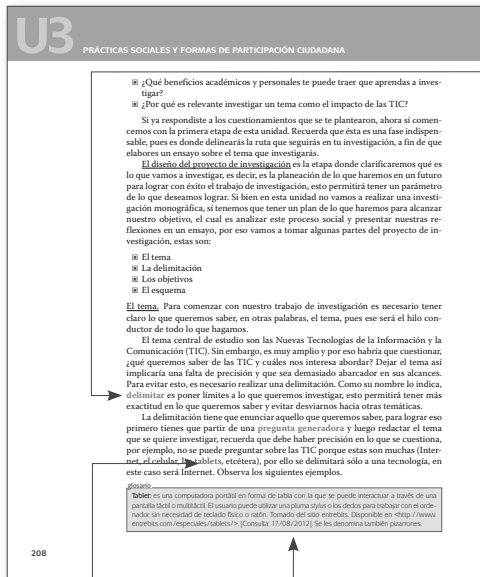 U3
PRÁCTICAS SOCIALES Y FORMAS DE PARTICIPACIÓN CIUDADANA
¿Qué beneficios académicos y personales te puede traer que aprendas a inves-
tigar?
¿Por qué es relevante investigar un tema como el impacto de las TIC?
Si ya respondiste a los cuestionamientos que se te plantearon, ahora sí comen-
cemos con la primera etapa de esta unidad. Recuerda que ésta es una fase indispen-
sable, pues es donde delinearás la ruta que seguirás en tu investigación, a fin de que
elabores un ensayo sobre el tema que investigarás.
El diseño del proyecto de investigación es la etapa donde clarificaremos qué es
lo que vamos a investigar, es decir, es la planeación de lo que haremos en un futuro
para lograr con éxito el trabajo de investigación, esto permitirá tener un parámetro
de lo que deseamos lograr. Si bien en esta unidad no vamos a realizar una investi-
gación monográfica, sí tenemos que tener un plan de lo que haremos para alcanzar
nuestro objetivo, el cual es analizar este proceso social y presentar nuestras re-
flexiones en un ensayo, por eso vamos a tomar algunas partes del proyecto de in-
vestigación, estas son:
El tema
La delimitación
Los objetivos
El esquema
El tema. Para comenzar con nuestro trabajo de investigación es necesario tener
claro lo que queremos saber, en otras palabras, el tema, pues ese será el hilo con-
ductor de todo lo que hagamos.
El tema central de estudio son las Nuevas Tecnologías de la Información y la
Comunicación (TIC). Sin embargo, es muy amplio y por eso habría que cuestionar,
¿qué queremos saber de las TIC y cuáles nos interesa abordar? Dejar el tema así
implicaría una falta de precisión y que sea demasiado abarcador en sus alcances.
Para evitar esto, es necesario realizar una delimitación. Como su nombre lo indica,
delimitar es poner límites a lo que queremos investigar, esto permitirá tener más
exactitud en lo que queremos saber y evitar desviarnos hacia otras temáticas.
La delimitación tiene que enunciar aquello que queremos saber, para lograr eso
primero tienes que partir de una pregunta generadora y luego redactar el tema
que se quiere investigar, recuerda que debe haber precisión en lo que se cuestiona,
por ejemplo, no se puede preguntar sobre las TIC porque estas son muchas (Inter-
net, el celular, las tablets, etcétera), por ello se delimitará sólo a una tecnología, en
este caso será Internet. Observa los siguientes ejemplos.
glosario
Tablet: es una computadora portátil en forma de tabla con la que se puede interactuar a través de una
pantalla táctil o multitáctil. El usuario puede utilizar una pluma stylus o los dedos para trabajar con el orde-
nador sin necesidad de teclado físico o ratón. Tomado del sitio entrebits. Disponible en <http://www.
entrebits.com/especiales/tablets/> [Consulta: 17/08/2012]. Se les denomina también pizarrones.
208